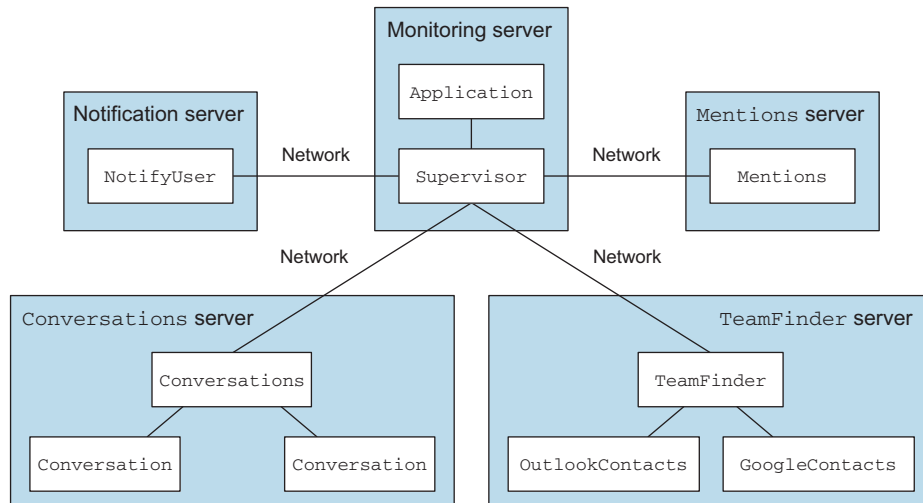 Monitoring server
Application
Notification server
Mentions server
Network
Network
NotifyUser
Supervisor
Mentions
Network
Network
Conversations server
TeamFinder server
Conversations
TeamFinder
Conversation
Conversation
OutlookContacts
GoogleContacts